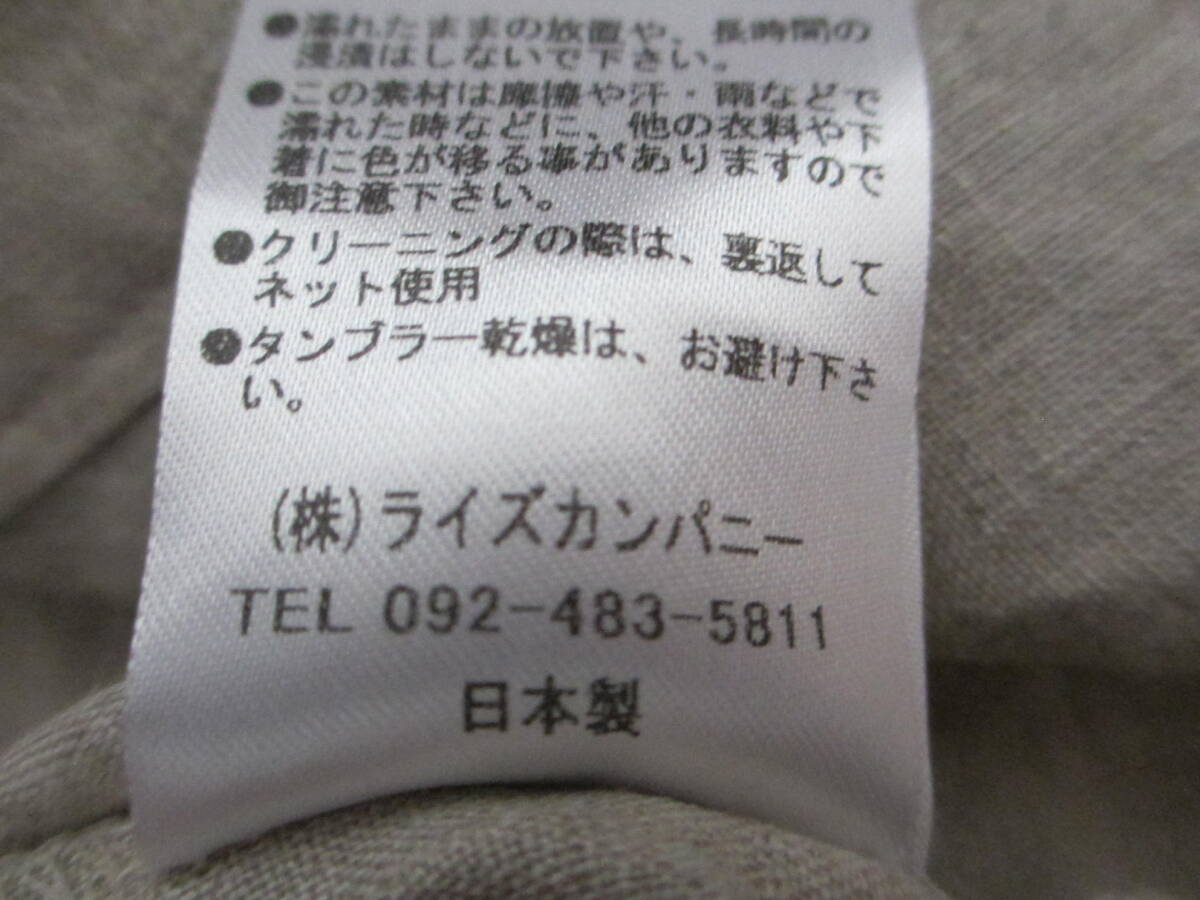 ●濡れたままの放置や、長時間の
浸漬はしないで下さい。
●この素材は摩擦や汗・雨などで
濡れた時などに、他の衣料や下
着に色が移る事がありますので
御注意下さい。
●クリーニングの際は、裏返して
ネット使用
●タンブラー乾燥は、お避け下さ
い。
(株)ライズカンパニー
TEL 092-483-5811
日本製